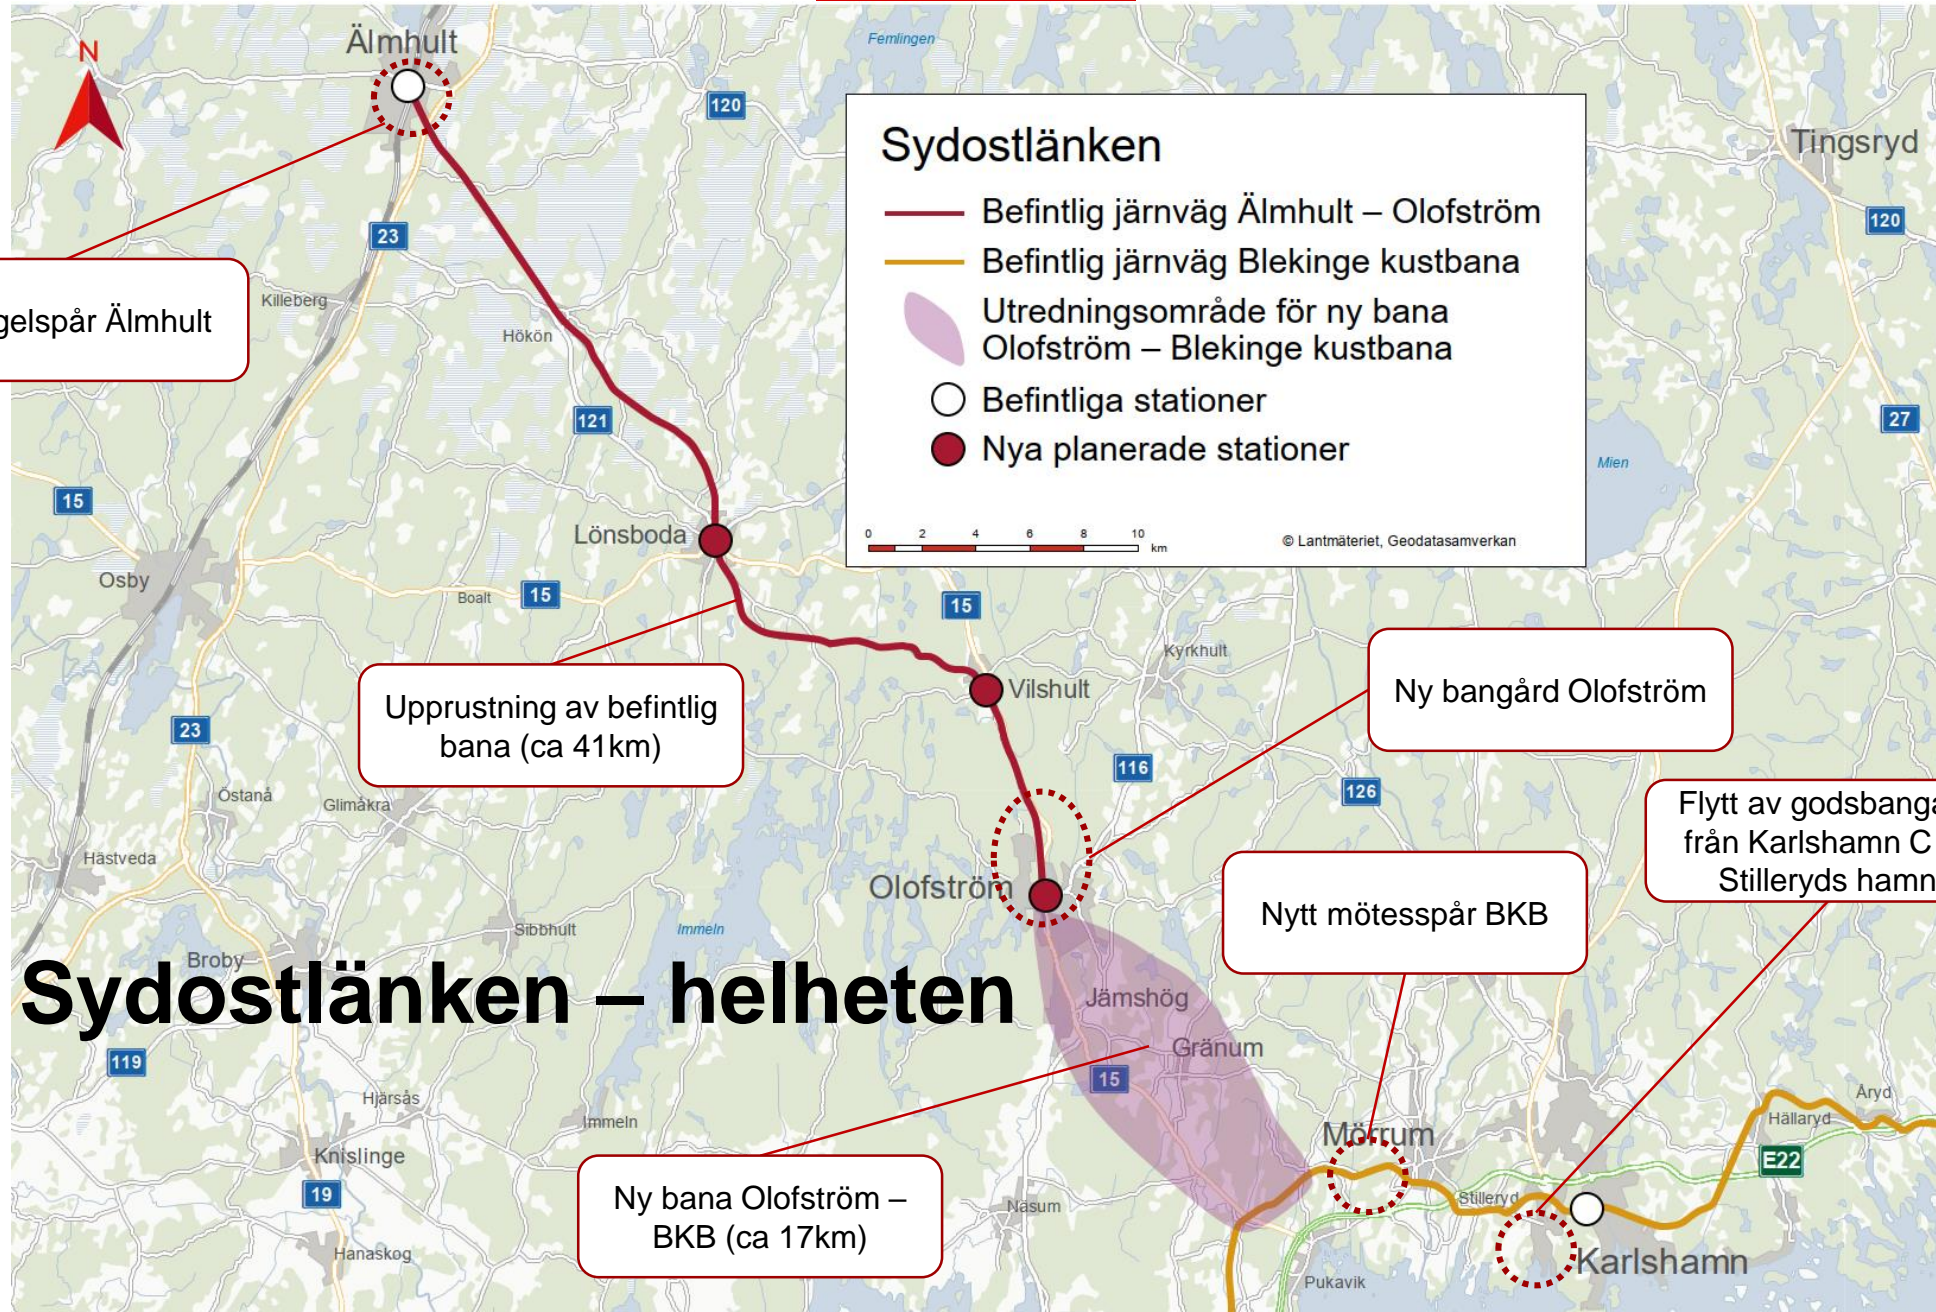 N
Älmhult
Femlingen
120
Tingsryd
120
Sydostlänken
Befintlig järnväg Älmhult – Olofström
Befintlig järnväg Blekinge kustbana
Utredningsområde för ny bana
Olofström – Blekinge kustbana
Befintliga stationer
Nya planerade stationer
0 2 4 6 8 10
km
© Lantmäteriet, Geodatasamverkan
23
gelspår Älmhult
Killeberg
Hökön
121
27
Mien
15
Lönsboda
Osby
Boalt
15
15
Kyrkhult
Vilshult
Upprustning av befintlig
bana (ca 41km)
Ny bangård Olofström
23
116
126
Östanå
Glimåkra
Flytt av godsbanga
från Karlshamn C
Stilleryds hamn
Hästveda
Olofström
Nytt mötesspår BKB
Sibbhult
Immeln
Broby
Sydostlänken – helheten
Jämshög
Gränum
119
15
Hjärsås
Immeln
Mörrum
Hällaryd
Åryd
E22
Knislinge
19
Ny bana Olofström –
BKB (ca 17km)
Näsum
Stilleryd
Hanaskog
Pukavik
Karlshamn